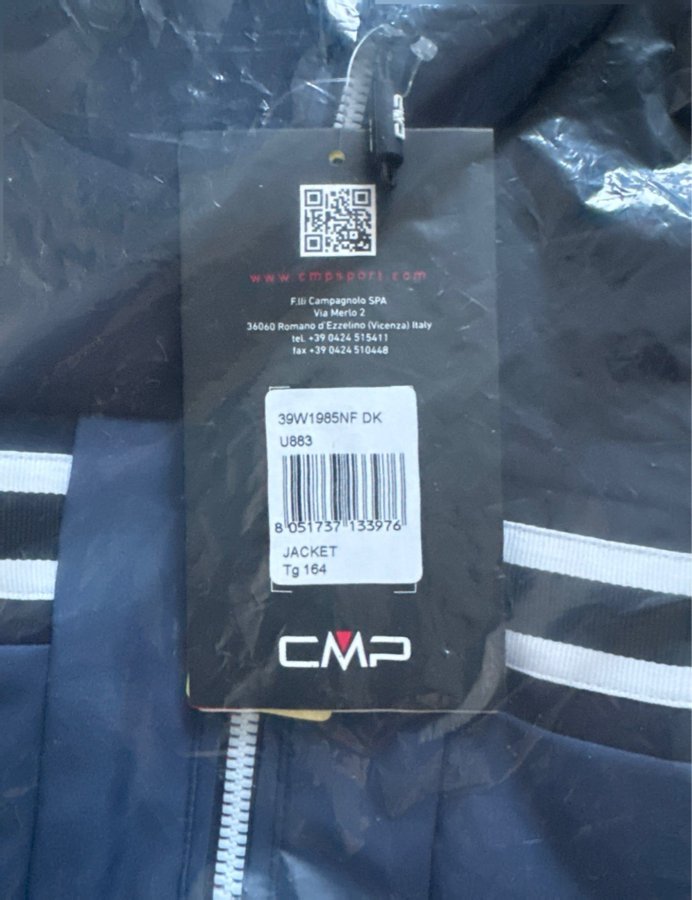 CMP
www.cmpsport.com
F.lli Campagnolo SPA
Via Merlo 2
36060 Romano d'Ezzelino (Vicenza) Italy
tel. +39 0424 515411
fax +39 0424 510448
39W1985NF DK
U883
8 051737 133976
JACKET
Tg 164
CMP